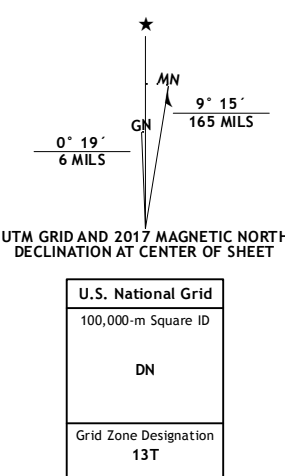 ★
MN
GN
9° 15´
165 MILS
0° 19´
6 MILS
UTM GRID AND 2017 MAGNETIC NORTH
DECLINATION AT CENTER OF SHEET
U.S. National Grid
100,000-m Square ID
DN
Grid Zone Designation
13T